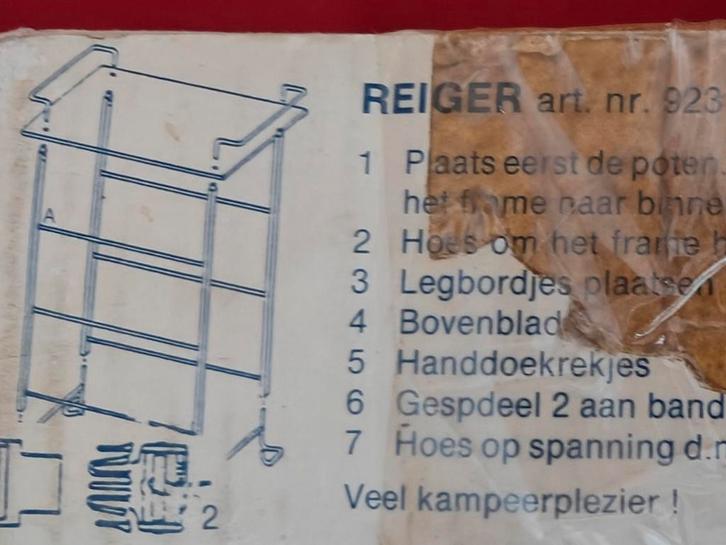 REIGER art. nr. 923
1 Plaats eerst de poten
het frame naar binne
2 Hoes om het frame
3 Legbordjes plaatsen
4 Bovenblad
5 Handdoekrekjes
6 Gespdeel 2 aan band
7 Hoes op spanning d.m
Veel kampeerplezier !
A
2